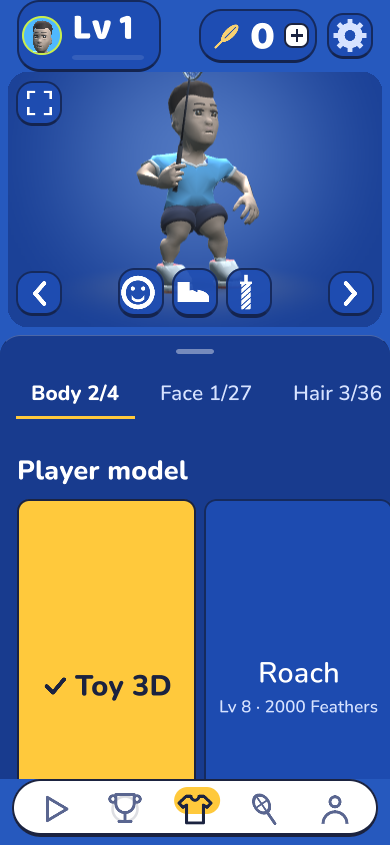 Lv 1
0
Body 2/4
Face 1/27
Hair 3/36
Player model
Toy 3D
Roach
Lv 8 · 2000 Feathers